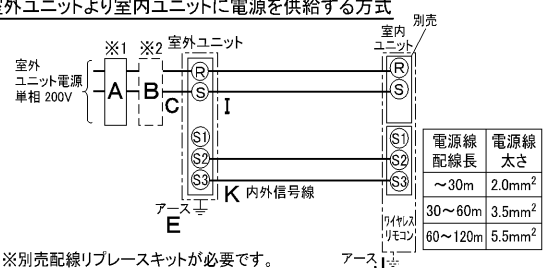 室外ユニットより室内ユニットに電源を供給する方式
別売
※1 ※2 室外ユニット
室内
ユニット
室外
ユニット電源
単相 200V
A B C
R R
S S
I
S1 S1
S2 S2
S3 S3
K 内外信号線
アース
E
ワイヤレス
リモコン
アース
J
電源線配線長 電源線太さ
～30m 2.0mm²
30～60m 3.5mm²
60～120m 5.5mm²
※別売配線リプレースキットが必要です。